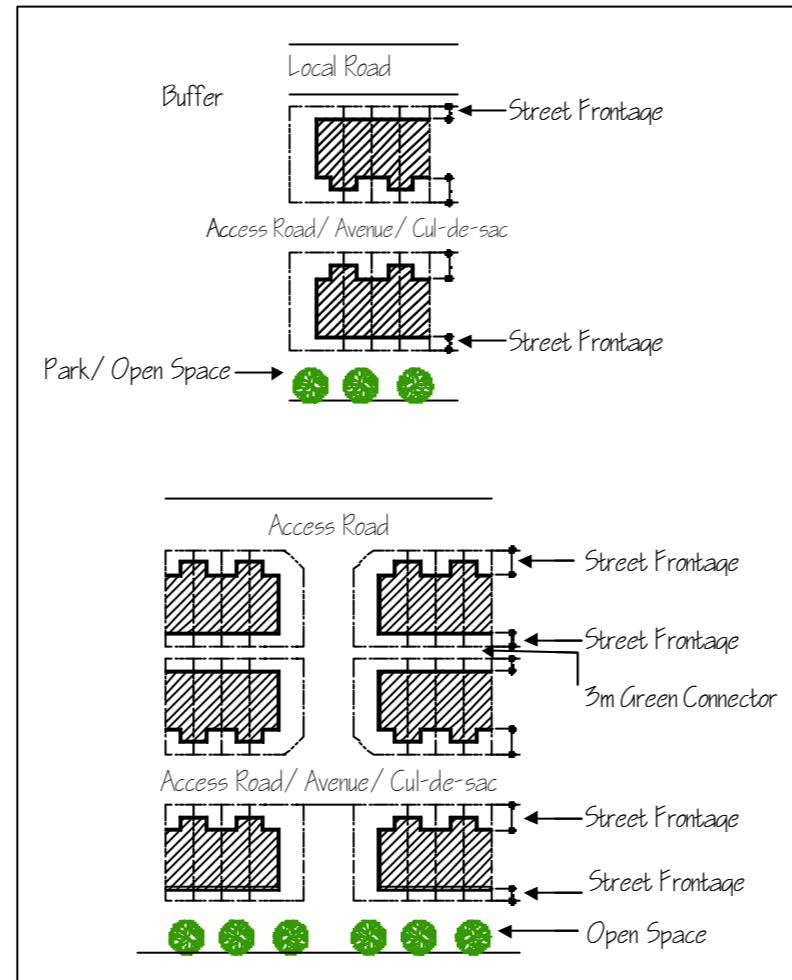 Local Road
Buffer
Street Frontage
Access Road/ Avenue/ Cul-de-sac
Street Frontage
Park/ Open Space
Access Road
Street Frontage
Street Frontage
3m Green Connector
Access Road/ Avenue/ Cul-de-sac
Street Frontage
Street Frontage
Open Space